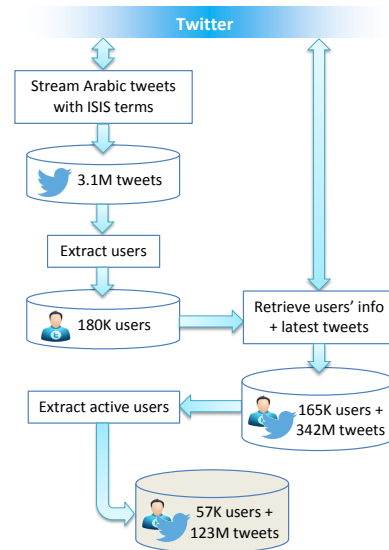 Twitter
Stream Arabic tweets
with ISIS terms
3.1M tweets
Extract users
180K users
Retrieve users' info
+ latest tweets
165K users +
342M tweets
Extract active users
57K users +
123M tweets